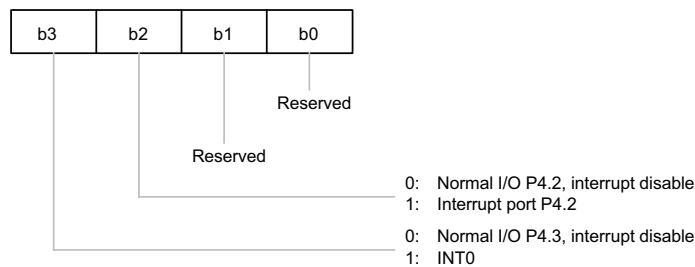 b3 b2 b1 b0
Reserved
Reserved
0: Normal I/O P4.2, interrupt disable
1: Interrupt port P4.2
0: Normal I/O P4.3, interrupt disable
1: INT0